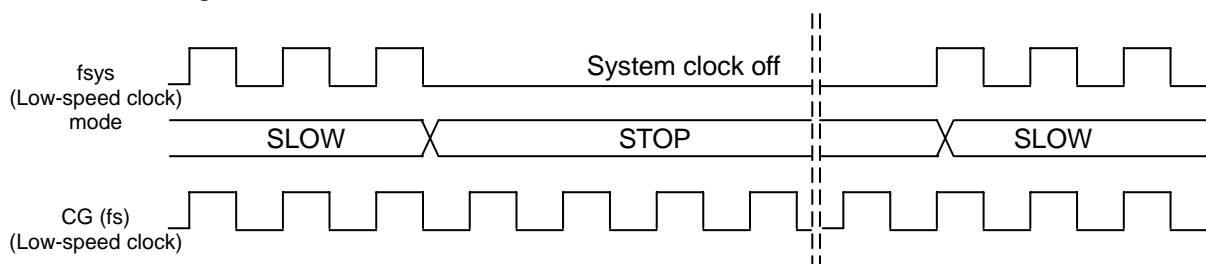 fsys
(Low-speed clock)
mode
System clock off
SLOW
STOP
SLOW
CG (fs)
(Low-speed clock)